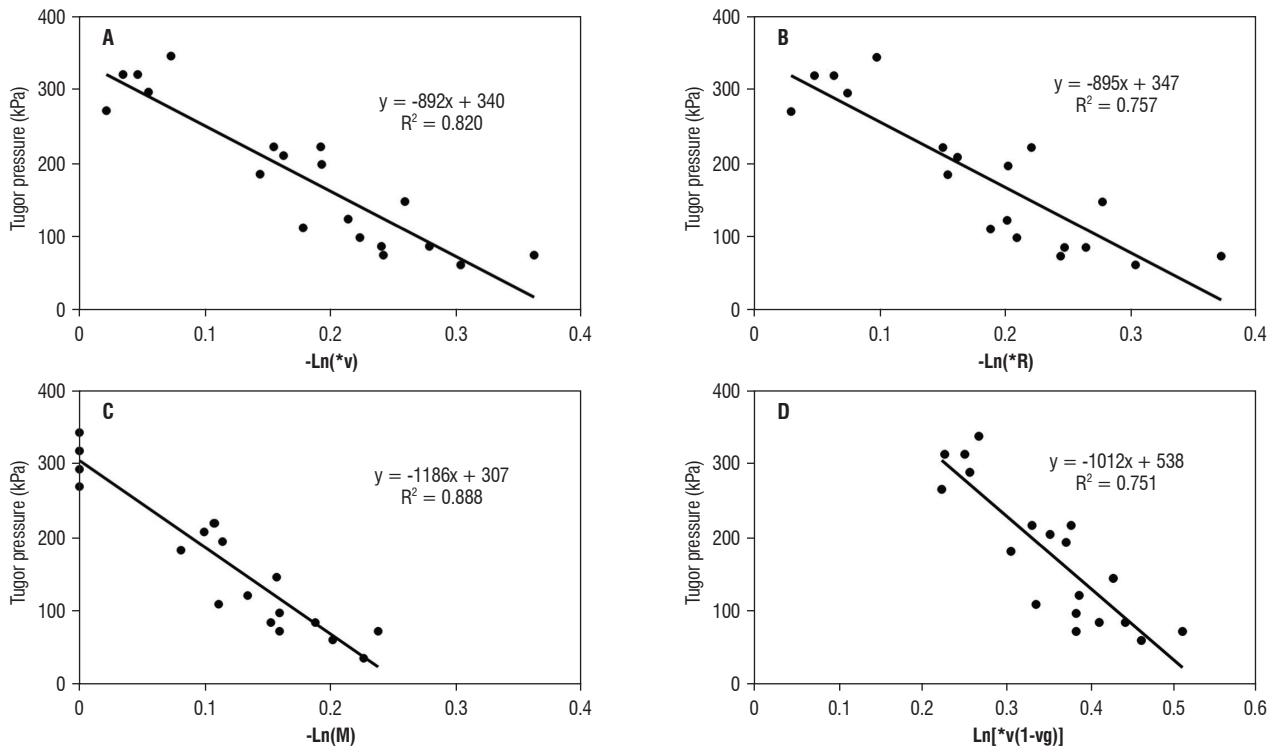 A
Tugor pressure (kPa)
400
300
200
100
0
y = -892x + 340
R² = 0.820
0 0.1 0.2 0.3 0.4
-Ln(*v)
B
Tugor pressure (kPa)
400
300
200
100
0
y = -895x + 347
R² = 0.757
0 0.1 0.2 0.3 0.4
-Ln(*R)
C
Tugor pressure (kPa)
400
300
200
100
0
y = -1186x + 307
R² = 0.888
0 0.1 0.2 0.3 0.4
-Ln(M)
D
Tugor pressure (kPa)
400
300
200
100
0
y = -1012x + 538
R² = 0.751
0 0.1 0.2 0.3 0.4 0.5 0.6
Ln[*v(1-vg)]